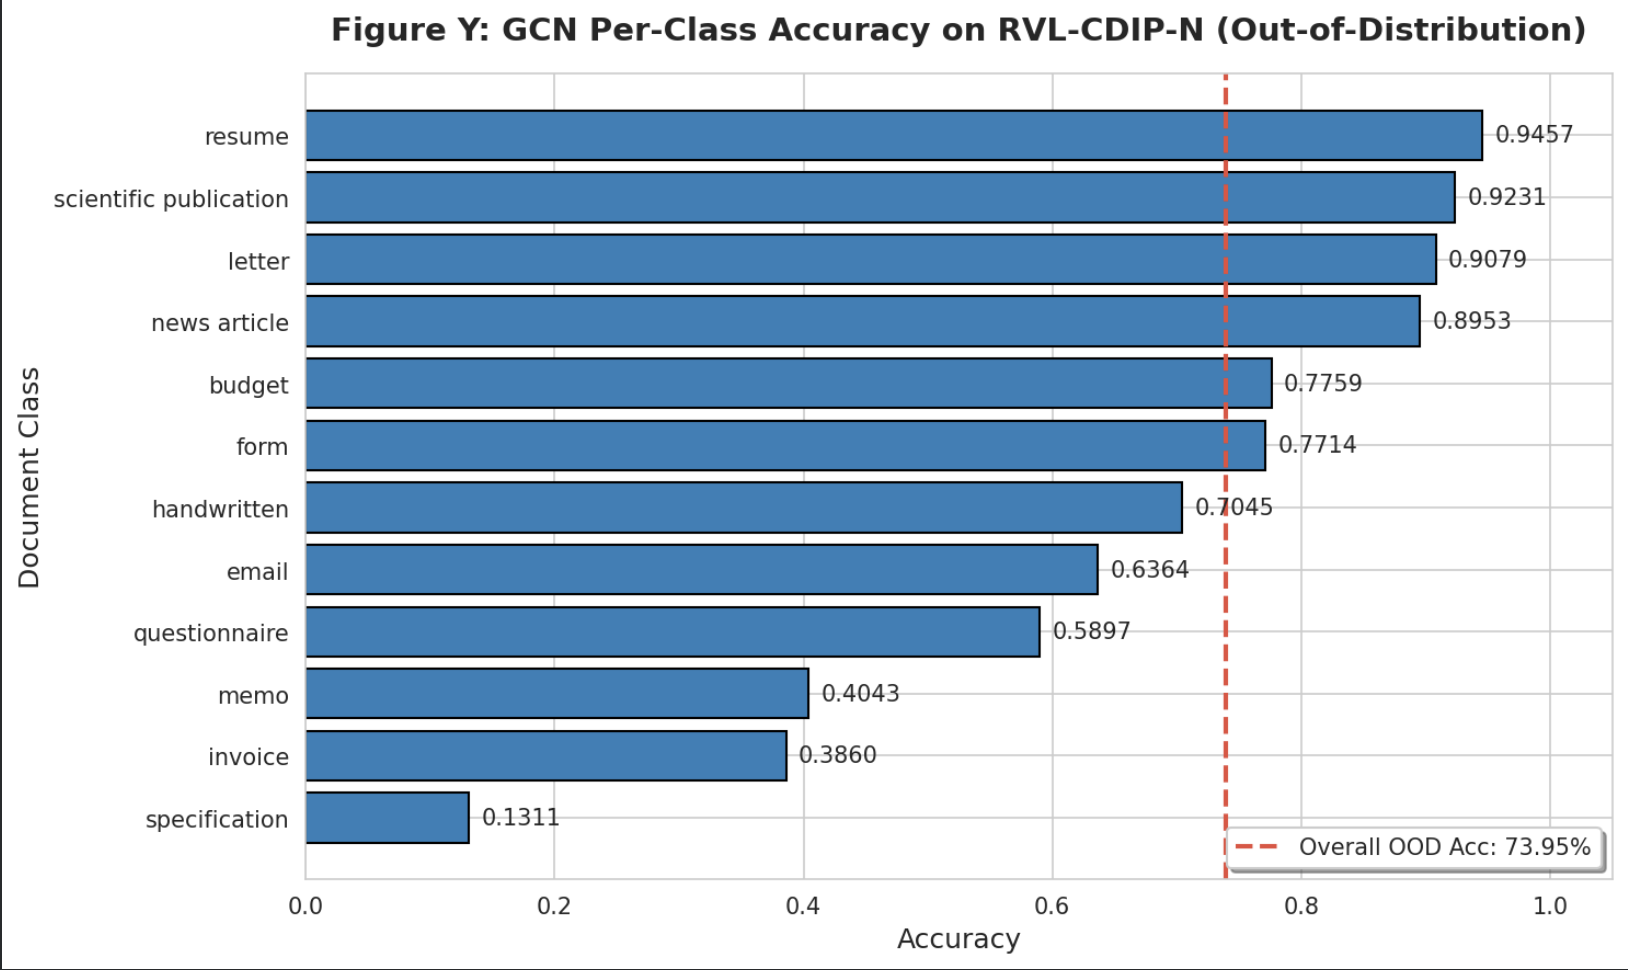 Figure Y: GCN Per-Class Accuracy on RVL-CDIP-N (Out-of-Distribution)
Document Class
resume 0.9457
scientific publication 0.9231
letter 0.9079
news article 0.8953
budget 0.7759
form 0.7714
handwritten 0.7045
email 0.6364
questionnaire 0.5897
memo 0.4043
invoice 0.3860
specification 0.1311
Overall OOD Acc: 73.95%
0.0 0.2 0.4 0.6 0.8 1.0
Accuracy